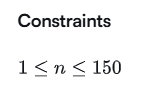 Constraints
1 ≤ n ≤ 150